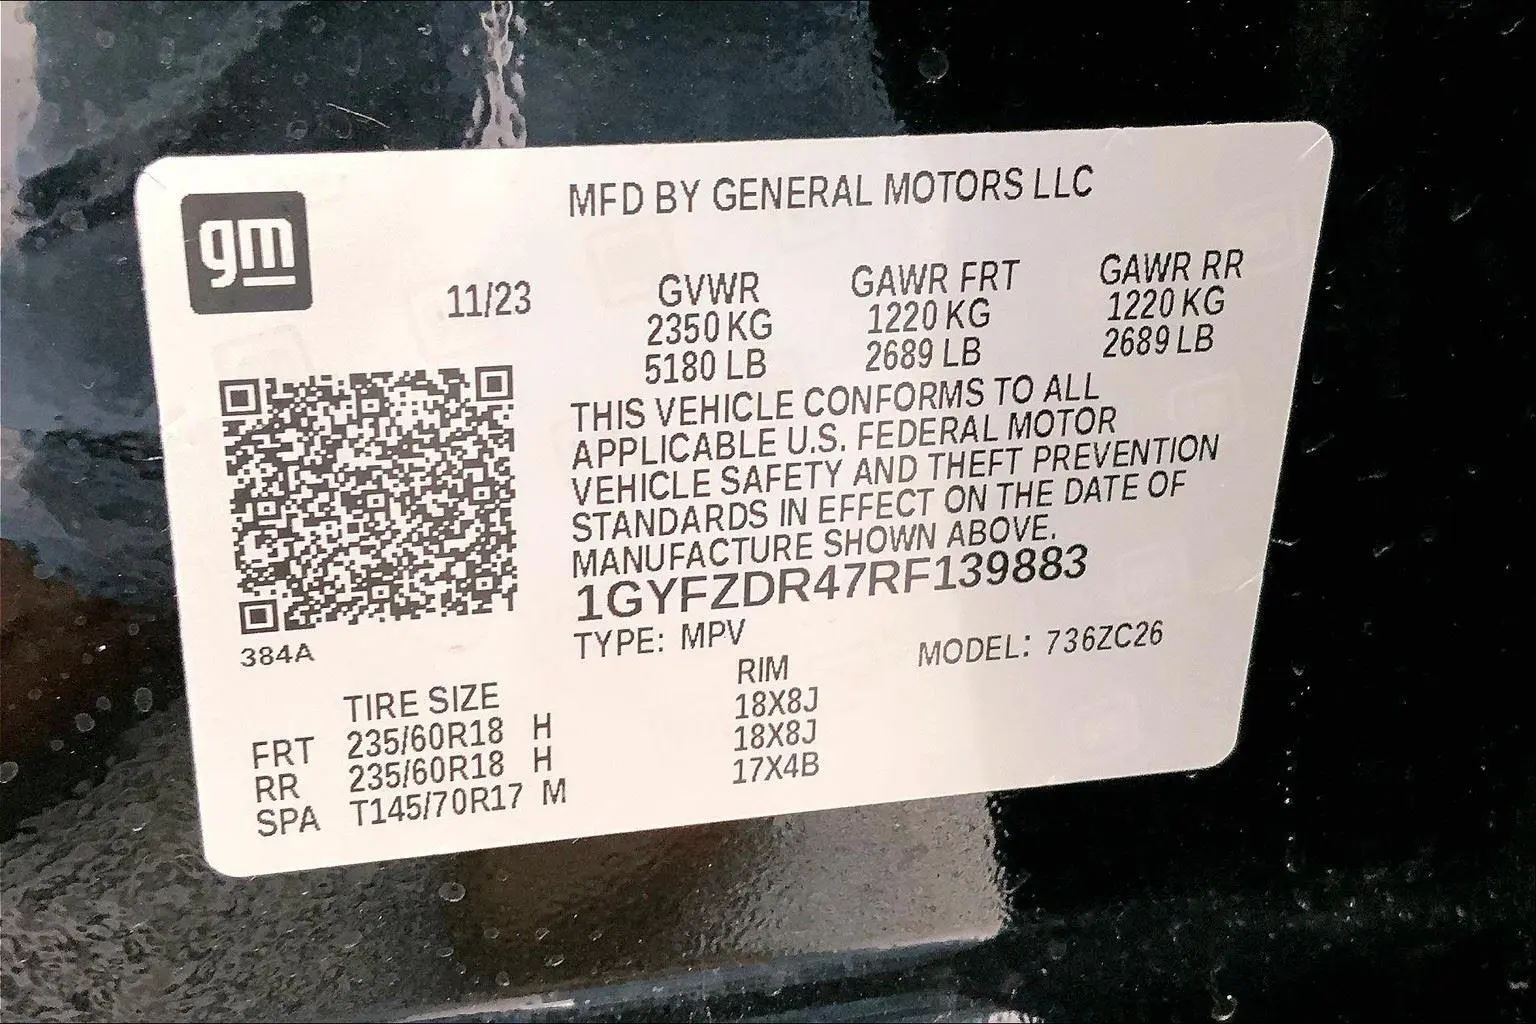 gm
MFD BY GENERAL MOTORS LLC
11/23
GVWR
2350 KG
5180 LB
GAWR FRT
1220 KG
2689 LB
GAWR RR
1220 KG
2689 LB
THIS VEHICLE CONFORMS TO ALL
APPLICABLE U.S. FEDERAL MOTOR
VEHICLE SAFETY AND THEFT PREVENTION
STANDARDS IN EFFECT ON THE DATE OF
MANUFACTURE SHOWN ABOVE.
1GYFZDR47RF139883
384A
TYPE: MPV
MODEL: 736ZC26
TIRE SIZE RIM
FRT 235/60R18 H 18X8J
RR 235/60R18 H 18X8J
SPA T145/70R17 M 17X4B